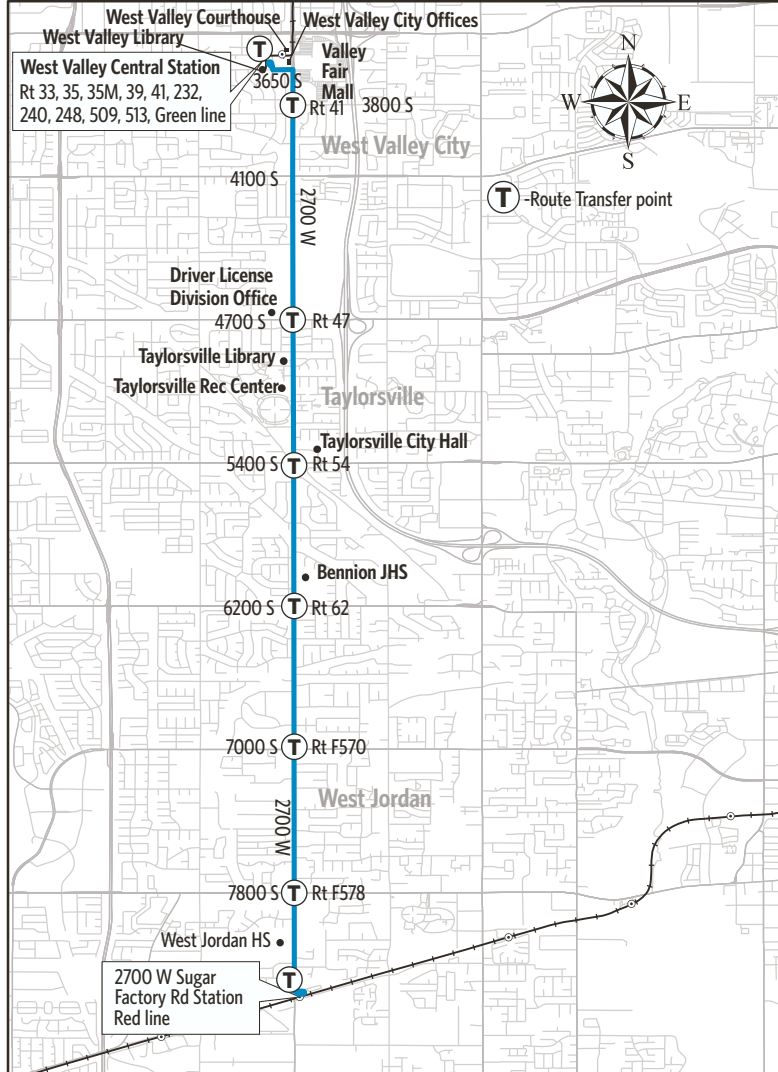 West Valley Courthouse
West Valley City Offices
West Valley Library
T
West Valley Central Station
Rt 33, 35, 35M, 39, 41, 232,
240, 248, 509, 513, Green line
Valley
Fair
Mall
3650 S
T Rt 41
3800 S
N
W E
S
West Valley City
4100 S
2700 W
T -Route Transfer point
Driver License
Division Office
4700 S T Rt 47
Taylorsville Library
Taylorsville Rec Center
Taylorsville
Taylorsville City Hall
5400 S T Rt 54
Bennion JHS
6200 S T Rt 62
7000 S T Rt F570
West Jordan
2700 W
7800 S T Rt F578
West Jordan HS
T
2700 W Sugar
Factory Rd Station
Red line